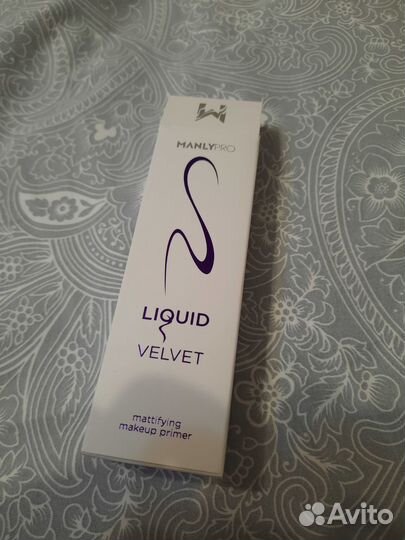 MANLYPRO
LIQUID
VELVET
mattifying
makeup primer
Avito